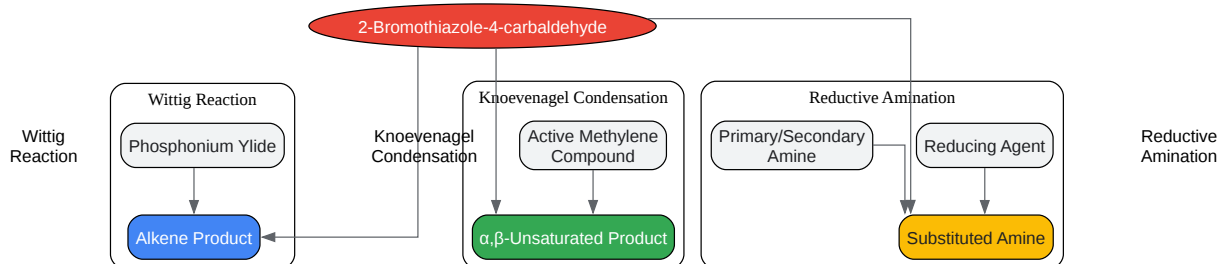 2-Bromothiazole-4-carbaldehyde
Wittig
Reaction
Wittig Reaction
Phosphonium Ylide
Alkene Product
Knoevenagel
Condensation
Knoevenagel Condensation
Active Methylene
Compound
α,β-Unsaturated Product
Reductive Amination
Primary/Secondary
Amine
Reducing Agent
Substituted Amine
Reductive
Amination